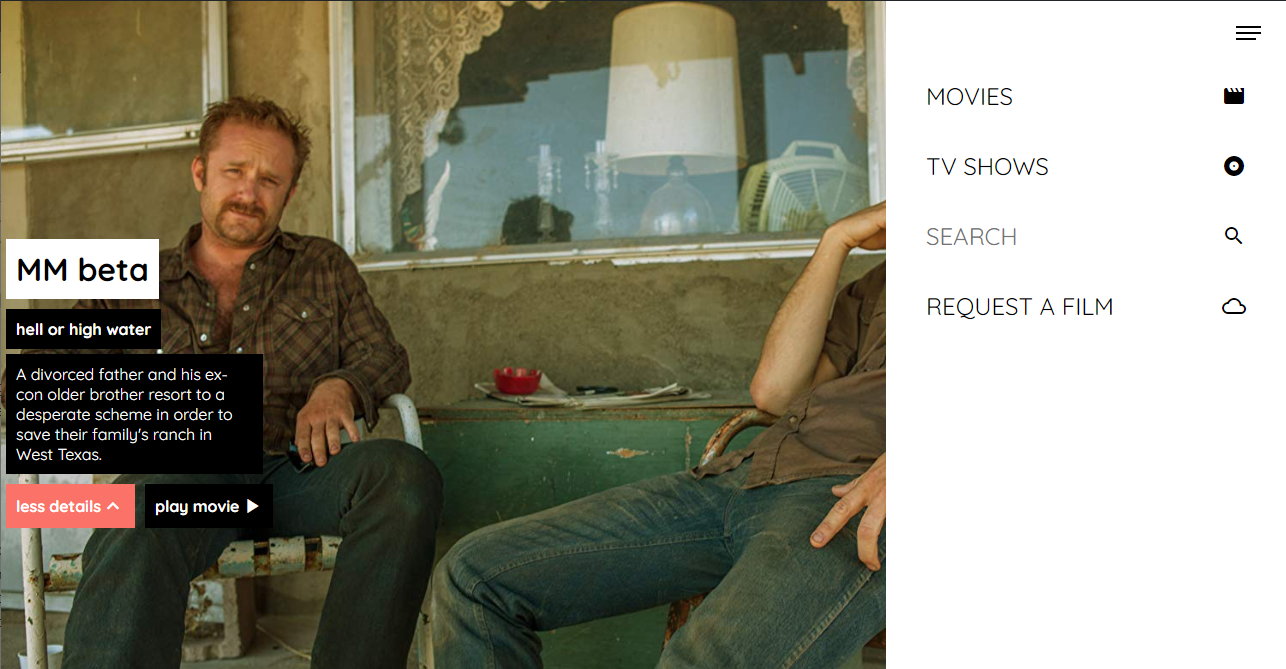 MM beta
hell or high water
A divorced father and his ex-
con older brother resort to a
desperate scheme in order to
save their family's ranch in
West Texas.
less details
play movie
MOVIES
TV SHOWS
SEARCH
REQUEST A FILM